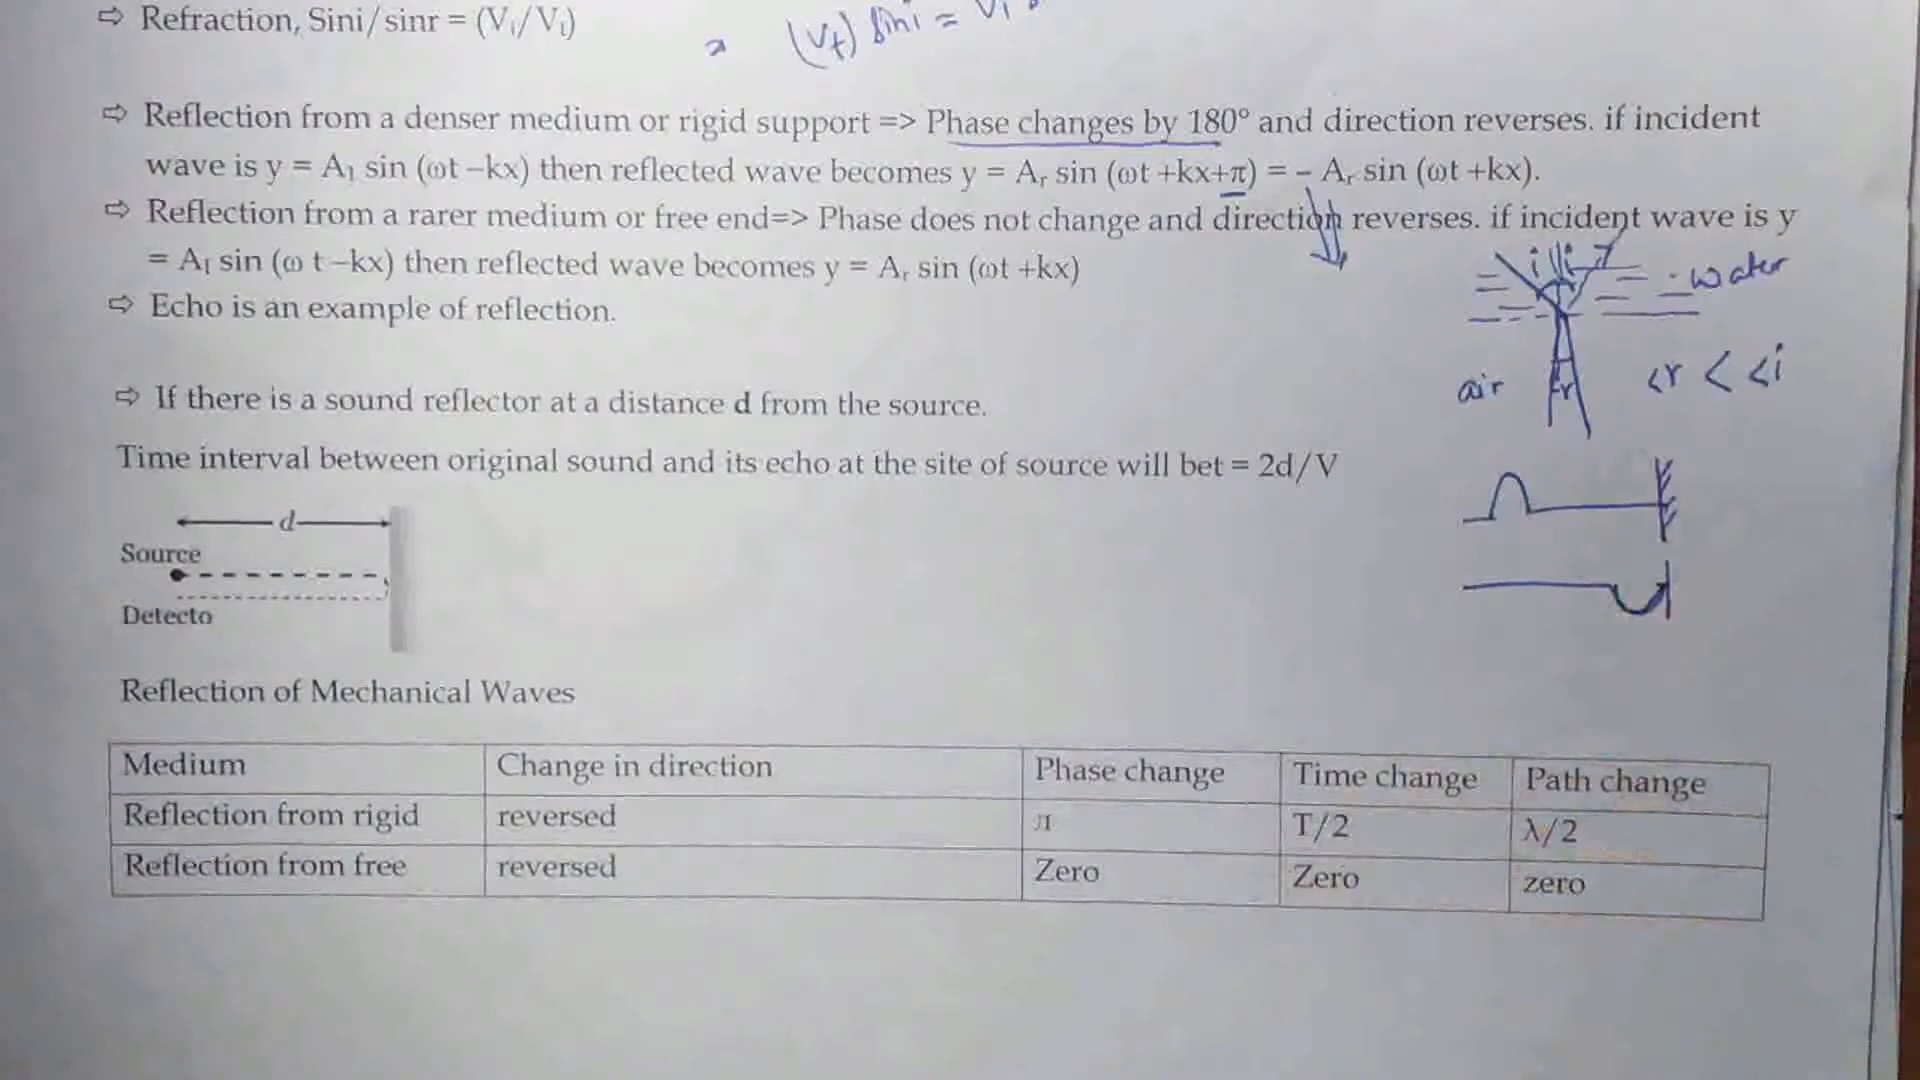 ⇨ Refraction, Sini/sinr = (Vᵢ/Vₜ)
(Vt) sini =
⇨ Reflection from a denser medium or rigid support => Phase changes by 180° and direction reverses. if incident
wave is y = A₁ sin (ωt –kx) then reflected wave becomes y = Aᵣ sin (ωt +kx+π) = – Aᵣ sin (ωt +kx).
⇨ Reflection from a rarer medium or free end=> Phase does not change and direction reverses. if incident wave is y
= A₁ sin (ω t –kx) then reflected wave becomes y = Aᵣ sin (ωt +kx)
i
water
⇨ Echo is an example of reflection.
air
r
<r < <i
⇨ If there is a sound reflector at a distance d from the source.
Time interval between original sound and its echo at the site of source will bet = 2d/V
d
Source
Detecto
Reflection of Mechanical Waves
Medium Change in direction Phase change Time change Path change
Reflection from rigid reversed π T/2 λ/2
Reflection from free reversed Zero Zero zero